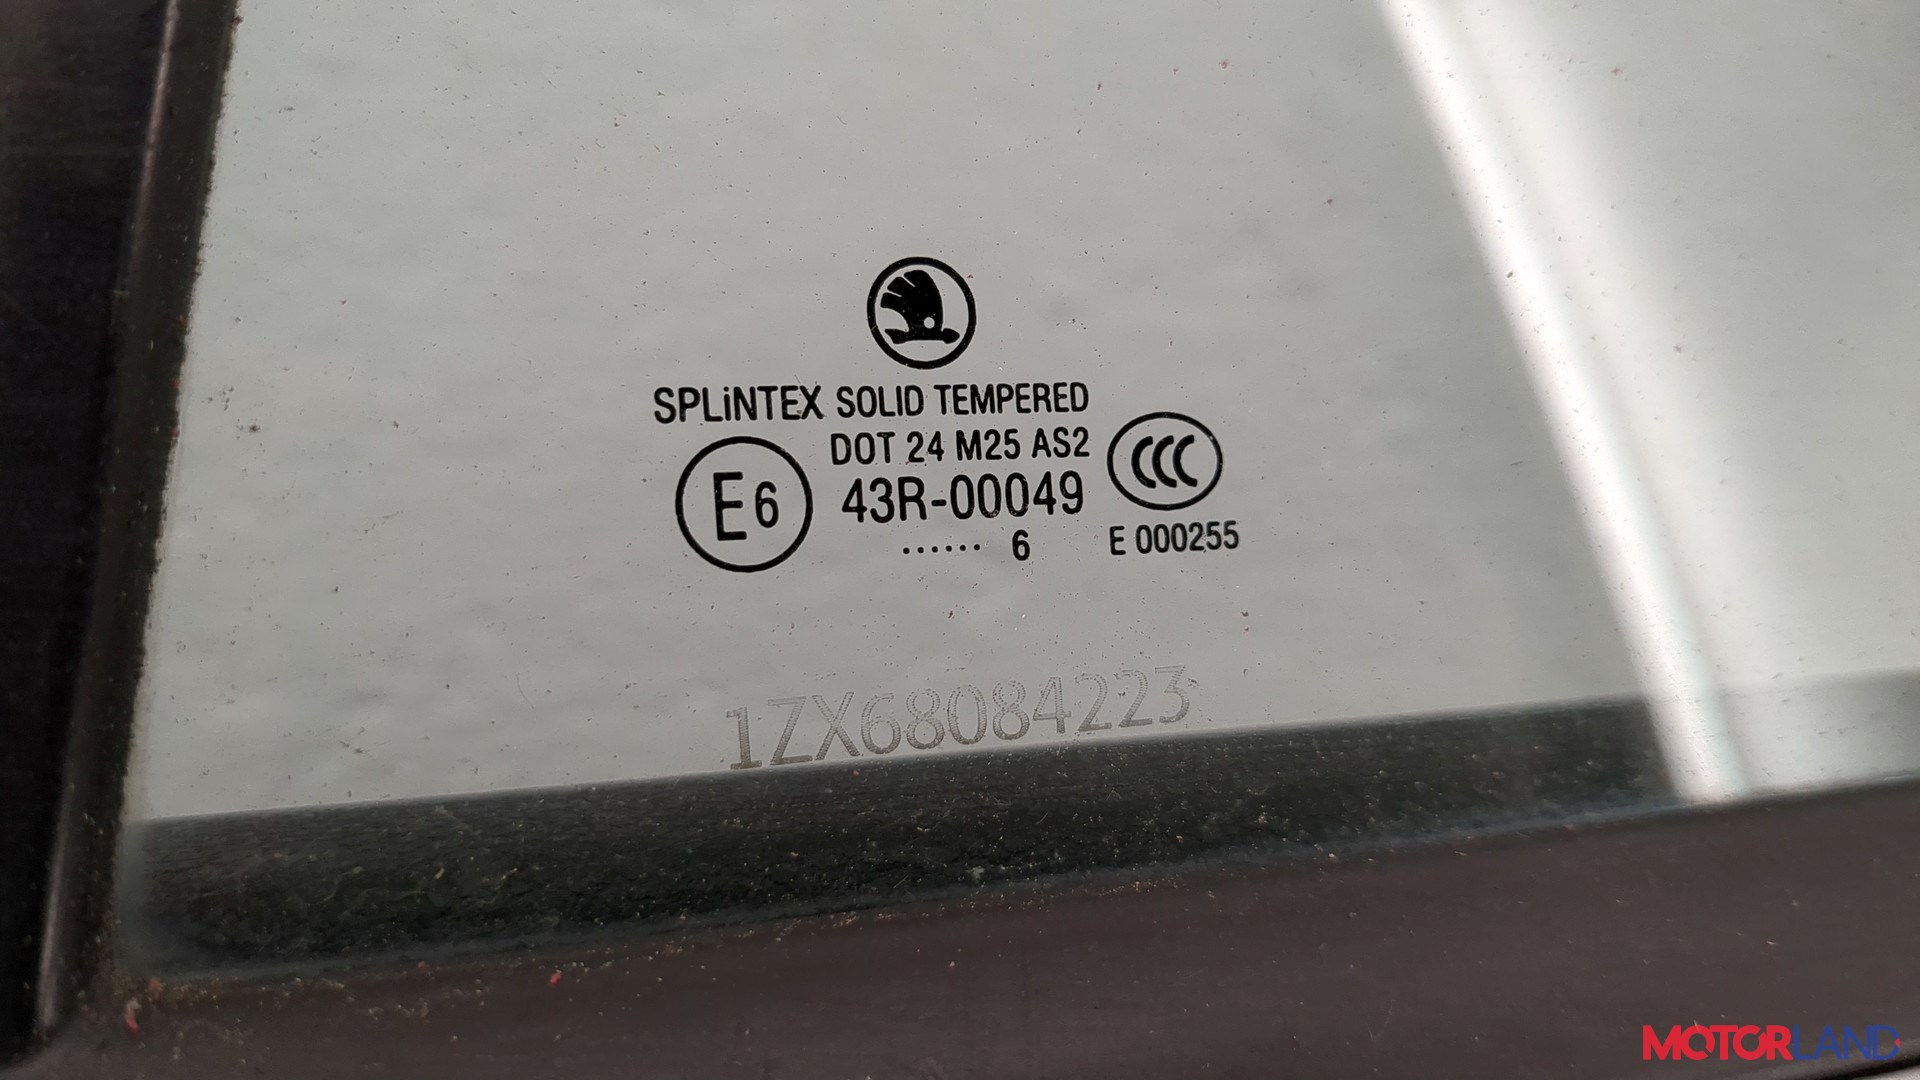 SPLiNTEX SOLID TEMPERED
DOT 24 M25 AS2
CCC
E6
43R-00049
...... 6
E 000255
1ZX68084223
MOTORLAND